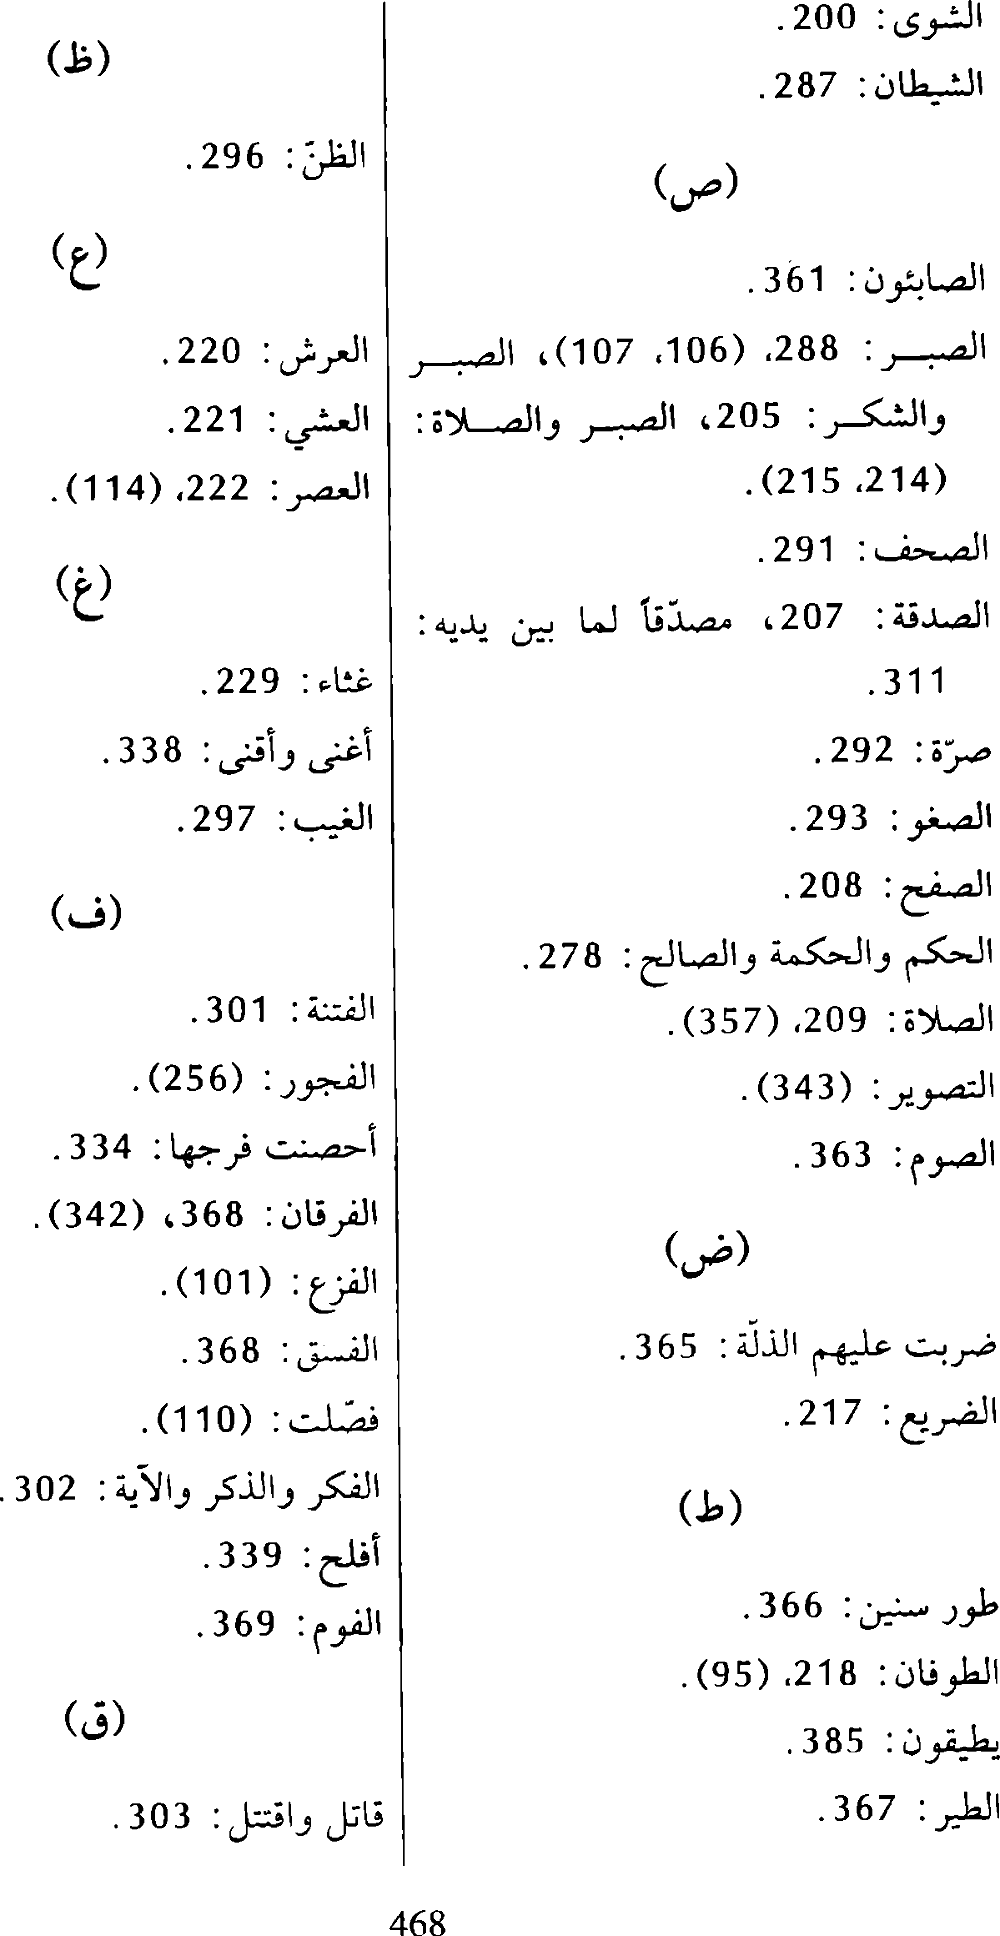 الشوى: 200.
الشيطان: 287.
(ص)
الصابئون: 361.
الصبـــر: 288، (106، 107)، الصبـــر
والشكـــر: 205، الصبـر والصـــلاة:
(214، 215).
الصحف: 291.
الصدقة: 207، مصدّقاً لما بين يديه:
311.
صرّة: 292.
الصغو: 293.
الصفح: 208.
الحكم والحكمة والصالح: 278.
الصلاة: 209، (357).
التصوير: (343).
الصوم: 363.
(ض)
ضربت عليهم الذلّة: 365.
الضريع: 217.
(ط)
طور سنين: 366.
الطوفان: 218، (95).
يطيقون: 385.
الطير: 367.
(ظ)
الظنّ: 296.
(ع)
العرش: 220.
العشي: 221.
العصر: 222، (114).
(غ)
غثاء: 229.
أغنى وأقنى: 338.
الغيب: 297.
(ف)
الفتنة: 301.
الفجور: (256).
أحصنت فرجها: 334.
الفرقان: 368، (342).
الفزع: (101).
الفسق: 368.
فصّلت: (110).
الفكر والذكر والآية: 302.
أفلح: 339.
الفوم: 369.
(ق)
قاتل واقتتل: 303.
468